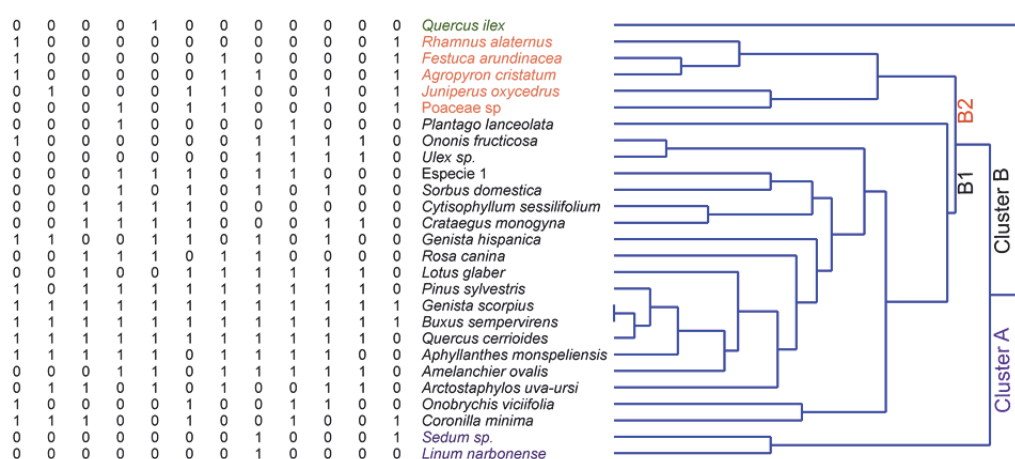 0 0 0 0 1 0 0 0 0 0 0 0 Quercus ilex
1 0 0 0 0 0 0 0 0 0 0 1 Rhamnus alaternus
1 0 0 0 0 0 1 0 0 0 0 1 Festuca arundinacea
1 0 0 0 0 0 1 1 0 0 0 1 Agropyron cristatum
0 1 0 0 0 1 1 0 0 1 0 1 Juniperus oxycedrus
0 0 0 1 0 1 1 0 0 0 0 1 Poaceae sp
0 0 0 1 0 0 0 0 1 0 0 0 Plantago lanceolata
1 0 0 0 0 0 0 1 1 1 1 0 Ononis fructicosa
0 0 0 0 0 0 0 1 1 1 1 0 Ulex sp.
0 0 0 1 1 1 0 1 1 0 0 0 Especie 1
0 0 0 1 0 1 0 1 0 1 0 0 Sorbus domestica
0 0 1 1 1 1 0 0 0 0 0 0 Cytisophyllum sessilifolium
0 0 1 1 1 1 0 0 0 1 1 0 Crataegus monogyna
1 1 0 0 1 1 0 1 0 1 0 0 Genista hispanica
0 0 1 1 1 0 1 1 0 0 0 0 Rosa canina
0 0 1 0 0 1 1 1 1 1 1 0 Lotus glaber
1 0 1 1 1 1 1 1 1 1 1 0 Pinus sylvestris
1 1 1 1 1 1 1 1 1 1 1 1 Genista scorpius
1 1 1 1 1 1 1 1 1 1 1 1 Buxus sempervirens
1 1 1 1 1 1 1 1 1 1 1 0 Quercus cerrioides
1 1 1 1 1 0 1 1 1 1 0 0 Aphyllanthes monspeliensis
0 0 0 1 1 0 1 1 1 1 1 0 Amelanchier ovalis
0 1 1 0 1 0 1 0 0 1 1 0 Arctostaphylos uva-ursi
1 0 0 0 0 1 0 0 1 1 0 0 Onobrychis viciifolia
1 1 1 0 0 1 0 0 1 0 0 1 Coronilla minima
0 0 0 0 0 0 0 1 0 0 0 1 Sedum sp.
0 0 0 0 0 0 0 1 0 0 0 0 Linum narbonense
B2
B1
Cluster B
Cluster A